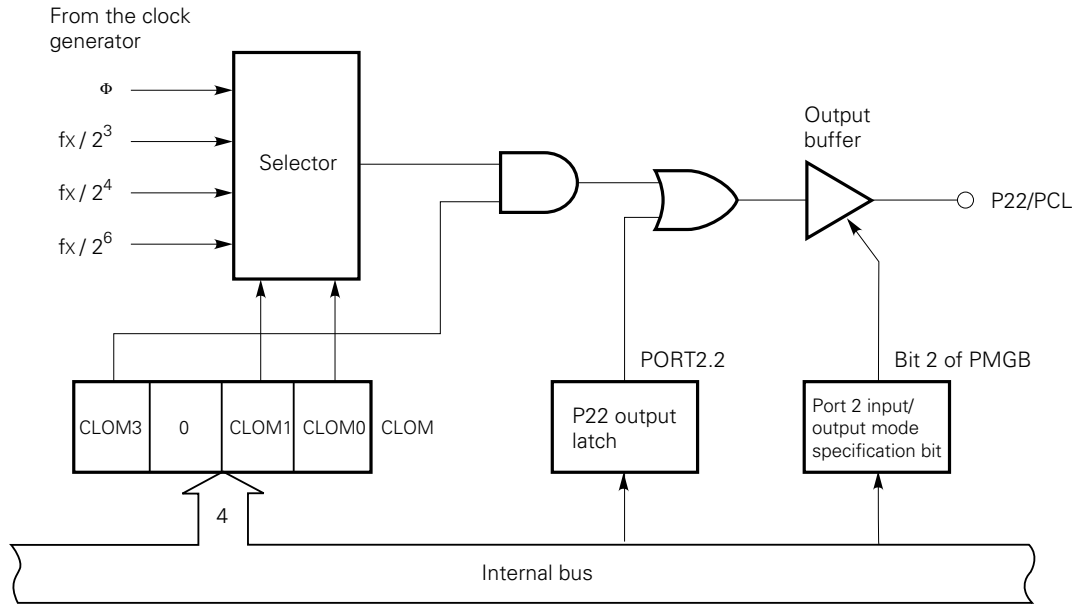 From the clock
generator
Φ
fx / 2³
fx / 2⁴
fx / 2⁶
Selector
Output
buffer
P22/PCL
PORT2.2
Bit 2 of PMGB
CLOM3
0
CLOM1
CLOM0
CLOM
P22 output
latch
Port 2 input/
output mode
specification bit
4
Internal bus